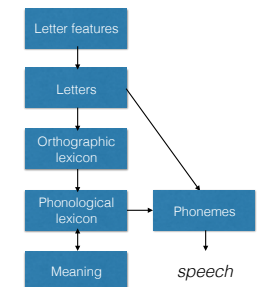 Letter features
Letters
Orthographic
lexicon
Phonological
lexicon
Phonemes
Meaning
speech